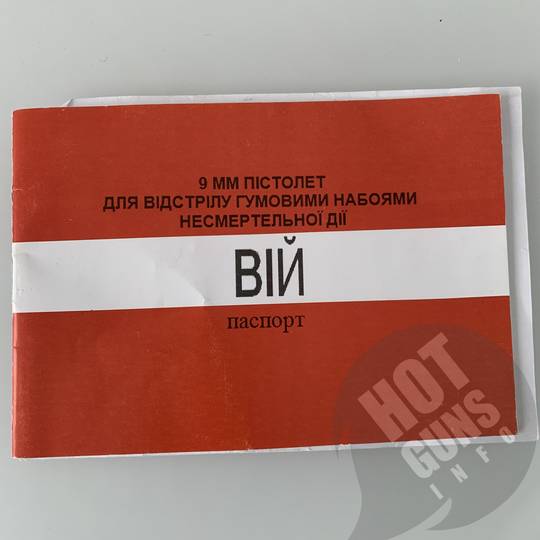 9 ММ ПІСТОЛЕТ
ДЛЯ ВІДСТРІЛУ ГУМОВИМИ НАБОЯМИ
НЕСМЕРТЕЛЬНОЇ ДІЇ
ВІЙ
паспорт
HOT
GUNS
INFO